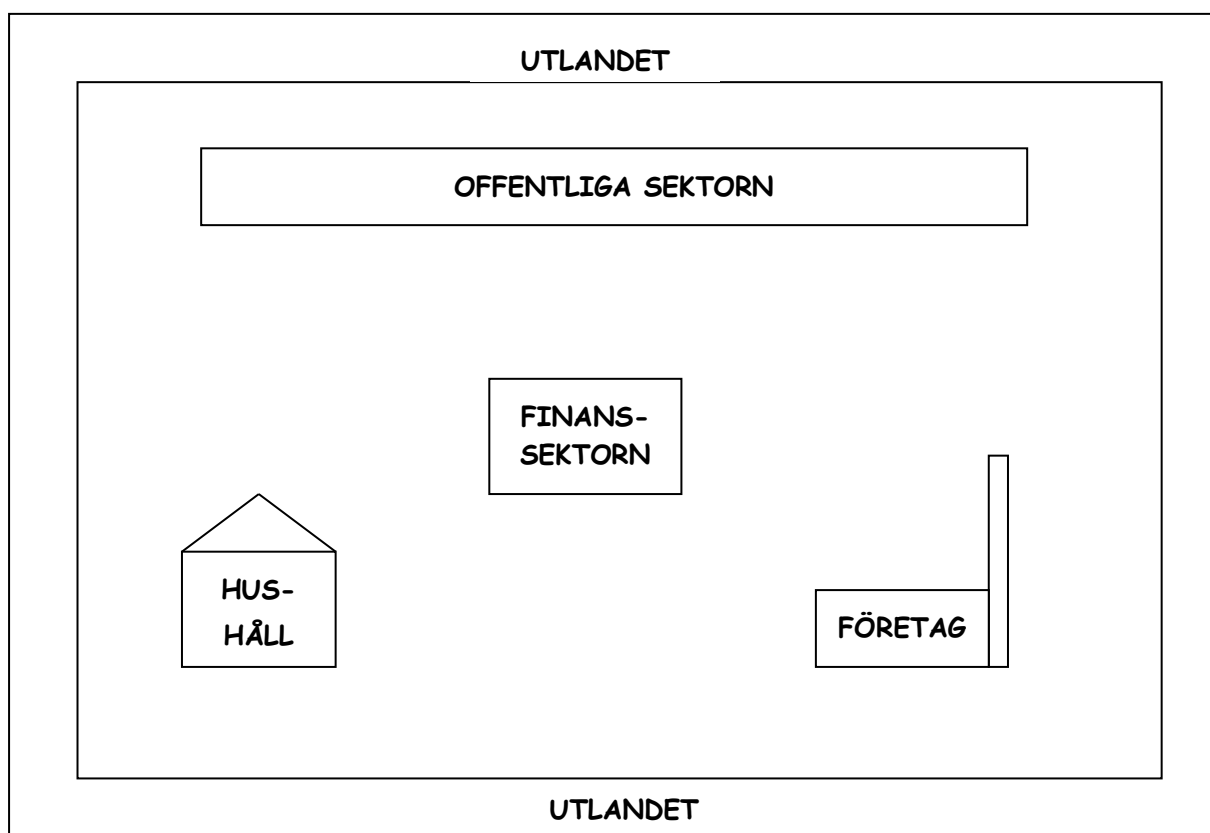 UTLANDET
OFFENTLIGA SEKTORN
FINANS-
SEKTORN
HUS-
HÅLL
FÖRETAG
UTLANDET